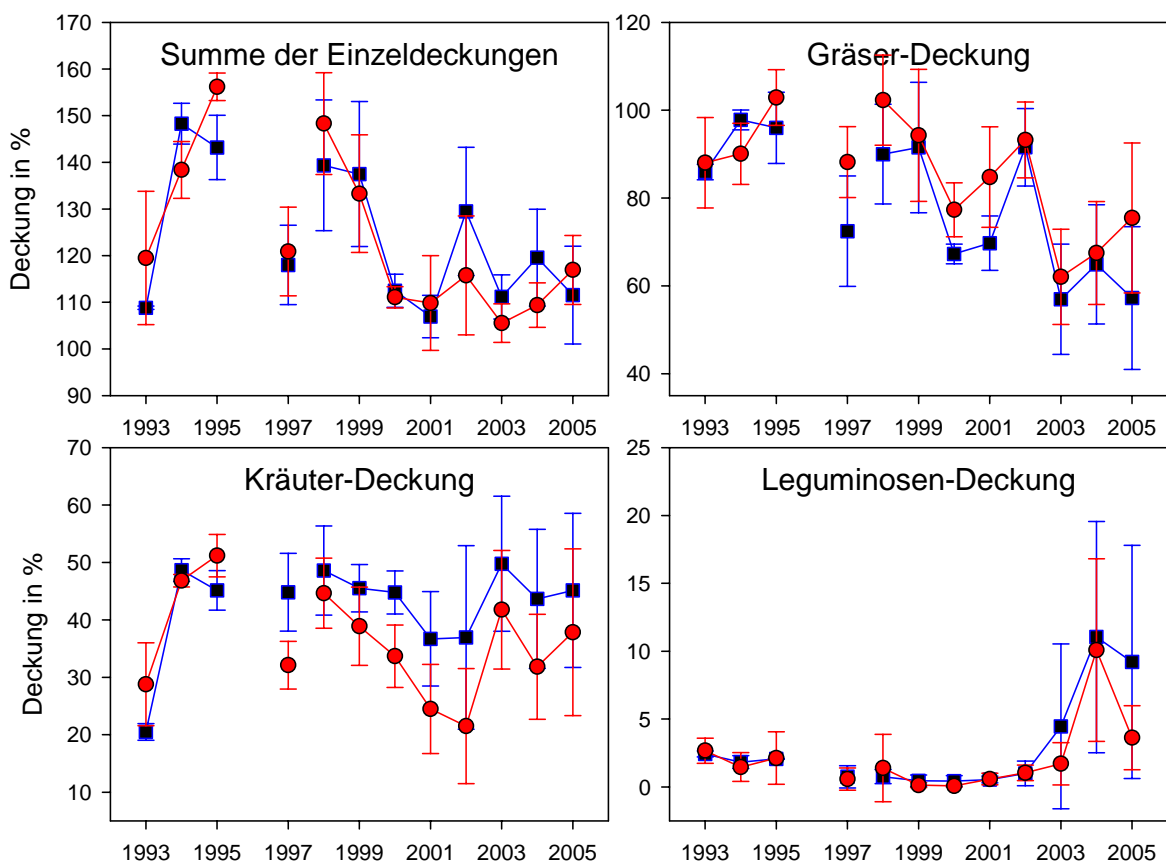 Summe der Einzeldeckungen
Deckung in %
170
160
150
140
130
120
110
100
90
1993 1995 1997 1999 2001 2003 2005
Gräser-Deckung
120
100
80
60
40
1993 1995 1997 1999 2001 2003 2005
Kräuter-Deckung
Deckung in %
70
60
50
40
30
20
10
1993 1995 1997 1999 2001 2003 2005
Leguminosen-Deckung
25
20
15
10
5
0
1993 1995 1997 1999 2001 2003 2005